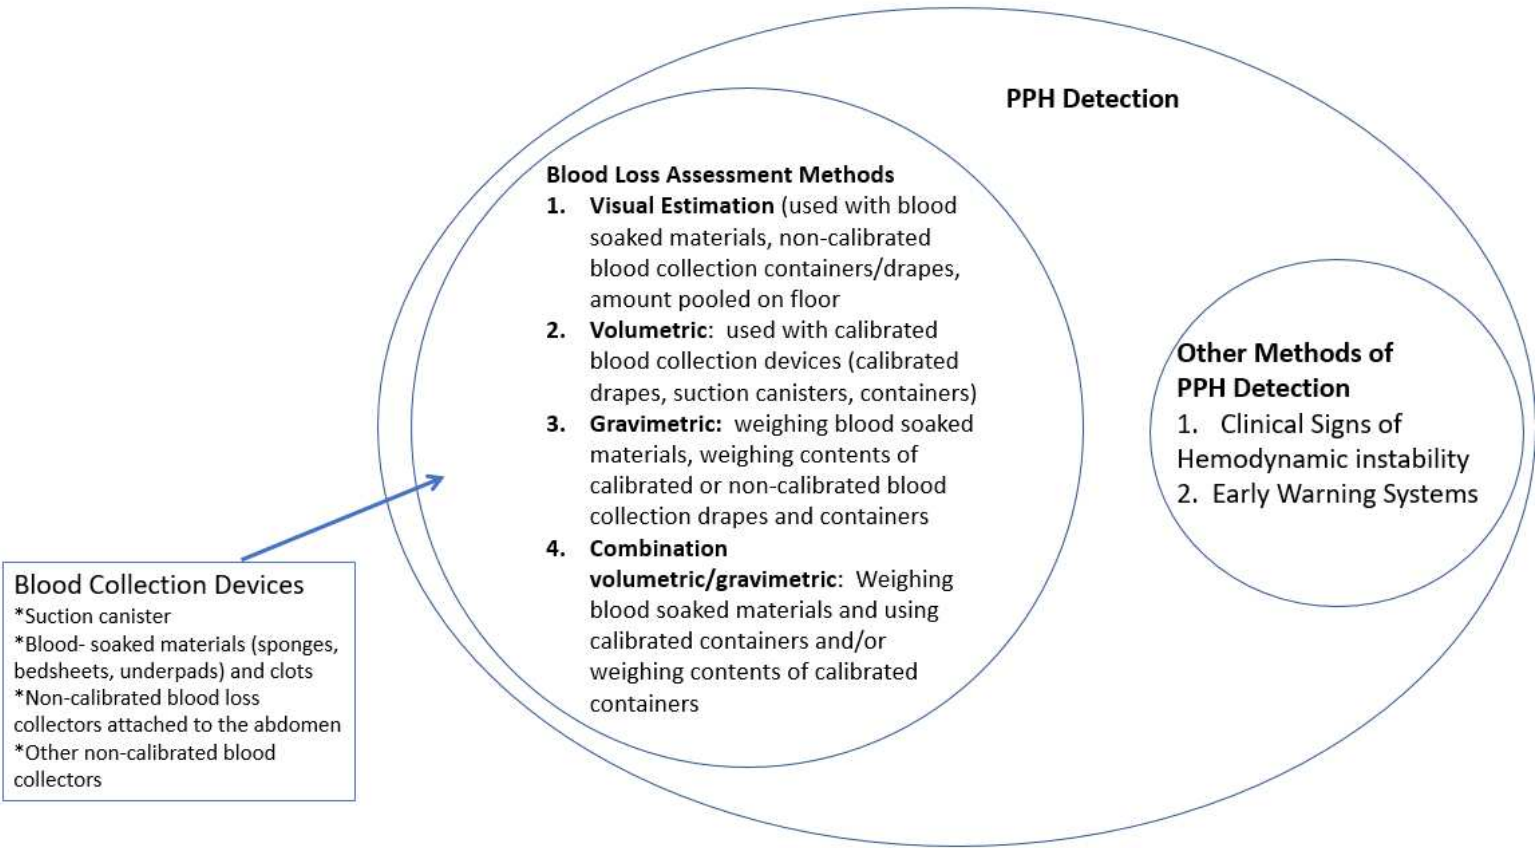 PPH Detection
Blood Loss Assessment Methods
1. Visual Estimation (used with blood
soaked materials, non-calibrated
blood collection containers/drapes,
amount pooled on floor
2. Volumetric: used with calibrated
blood collection devices (calibrated
drapes, suction canisters, containers)
3. Gravimetric: weighing blood soaked
materials, weighing contents of
calibrated or non-calibrated blood
collection drapes and containers
4. Combination
volumetric/gravimetric: Weighing
blood soaked materials and using
calibrated containers and/or
weighing contents of calibrated
containers
Other Methods of
PPH Detection
1. Clinical Signs of
Hemodynamic instability
2. Early Warning Systems
Blood Collection Devices
*Suction canister
*Blood- soaked materials (sponges,
bedsheets, underpads) and clots
*Non-calibrated blood loss
collectors attached to the abdomen
*Other non-calibrated blood
collectors